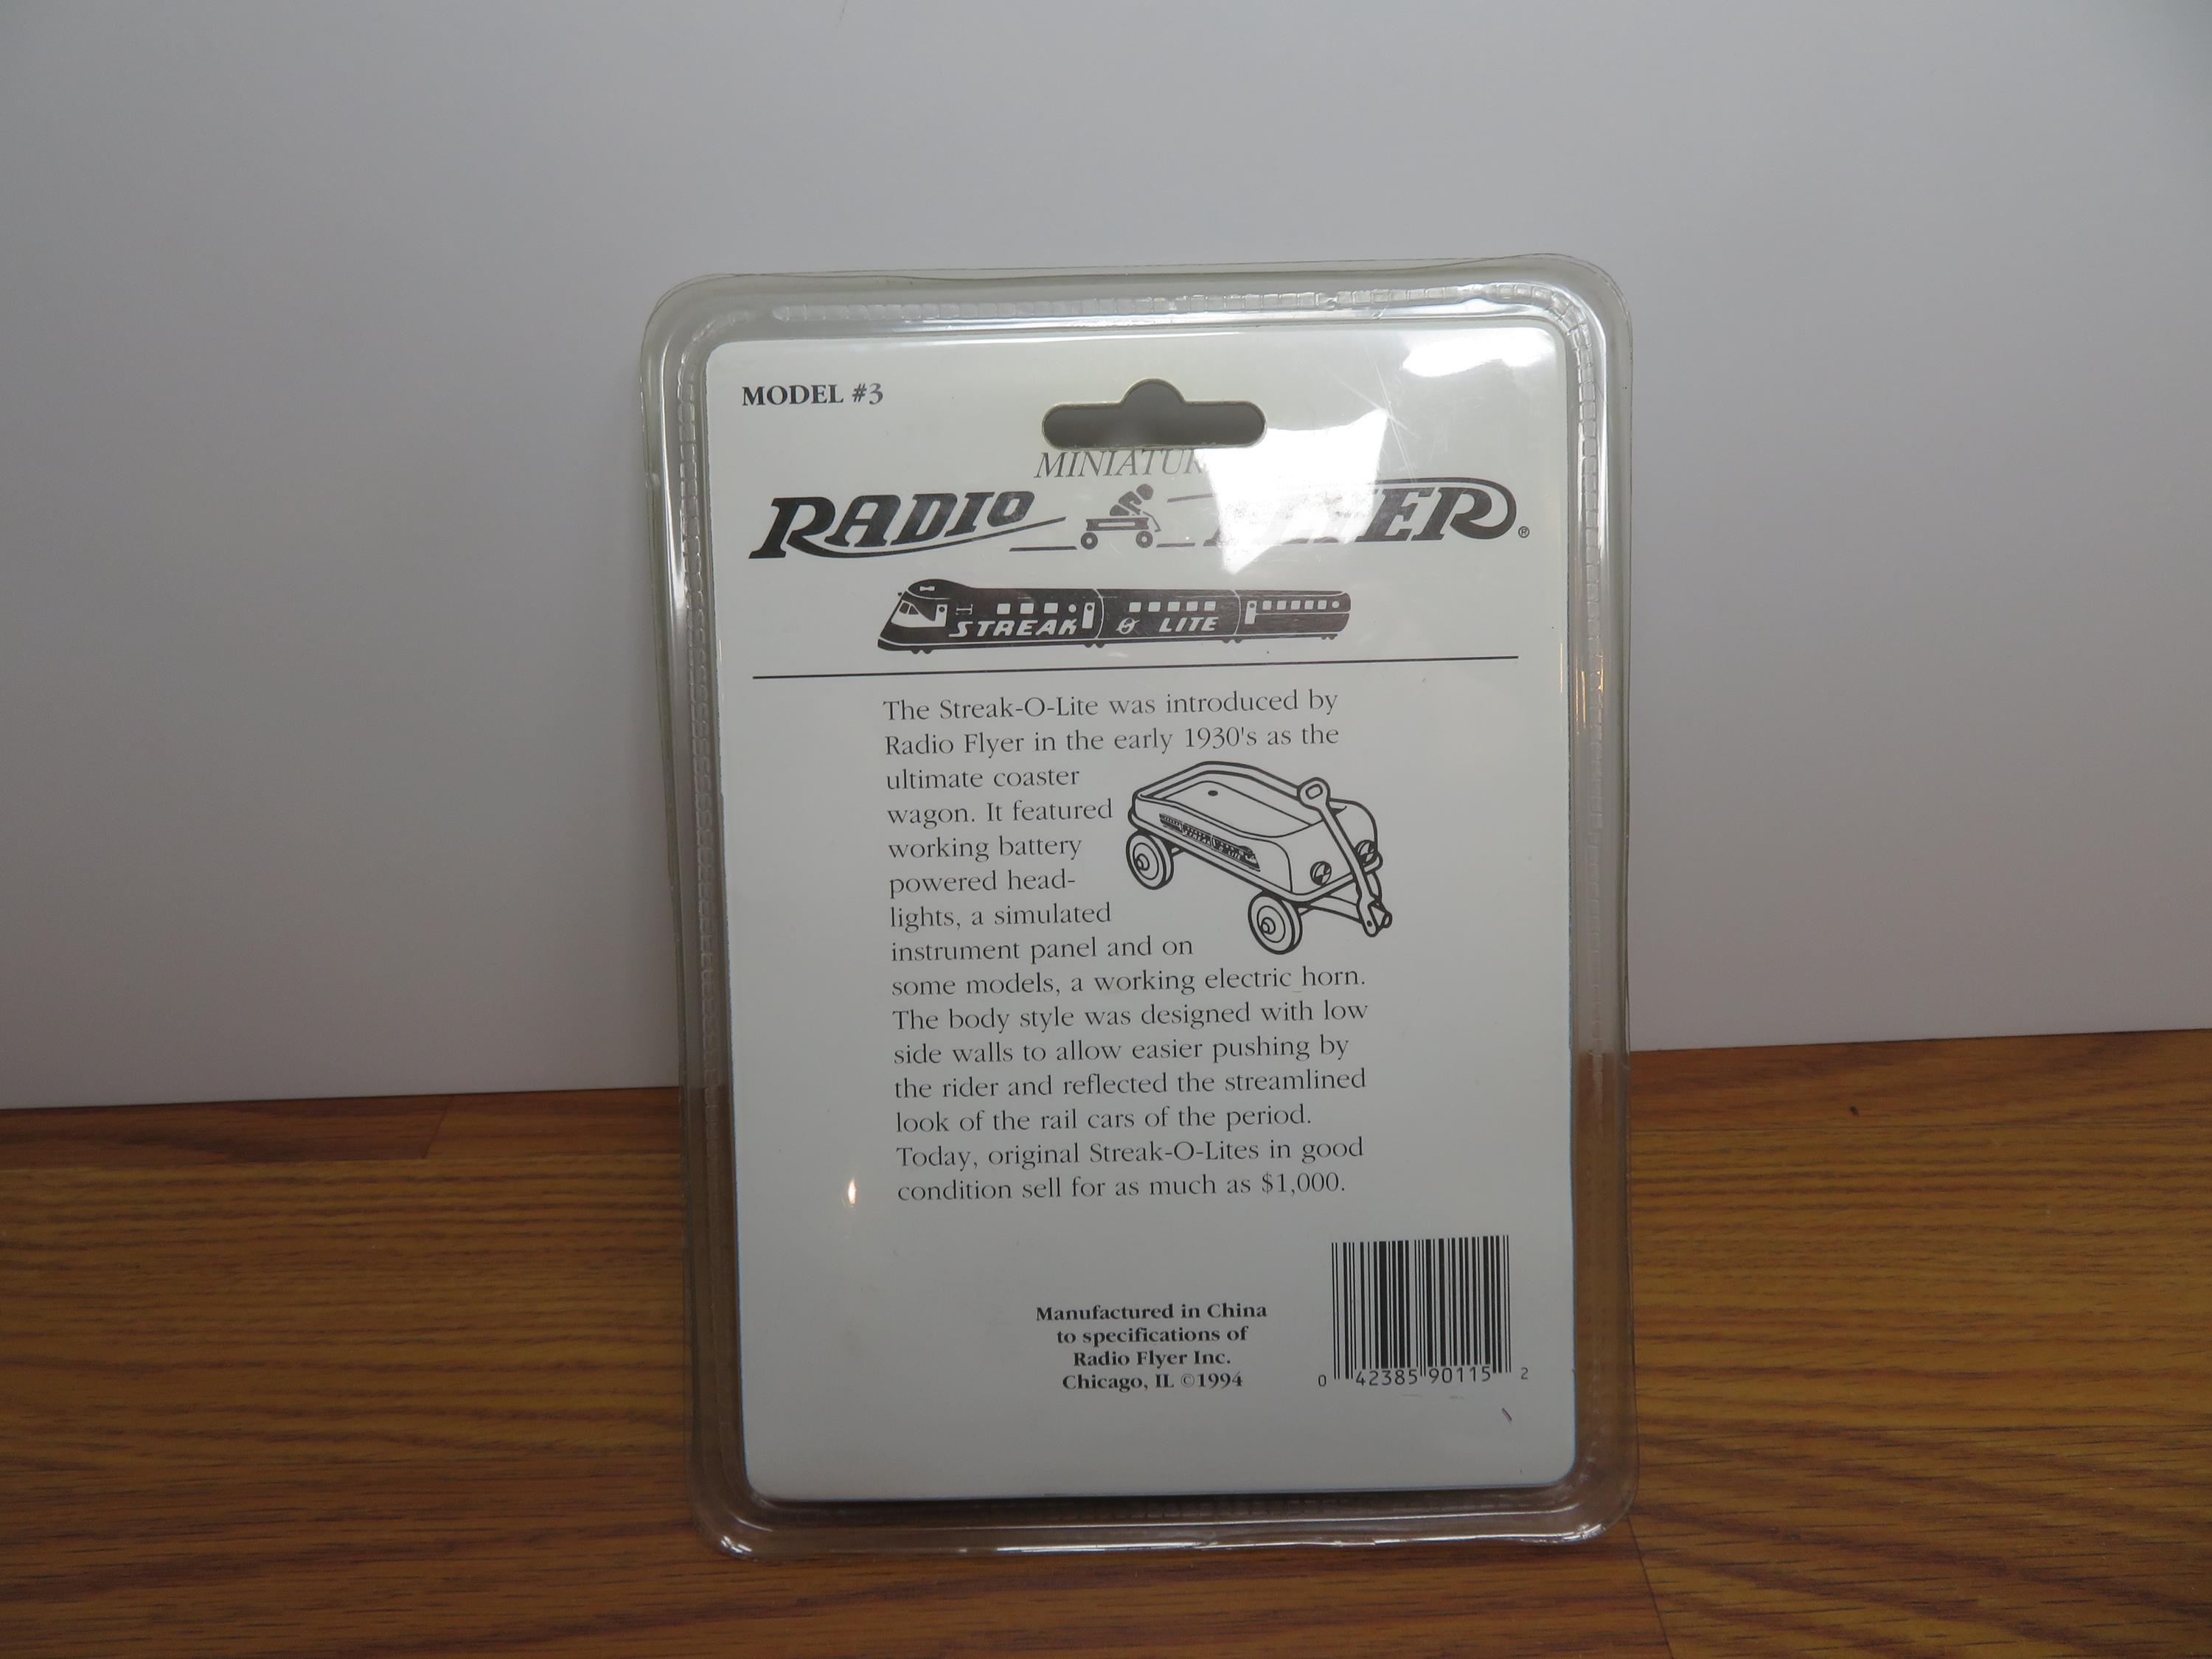 MODEL #3
RADIO FLYER®
STREAK O LITE
The Streak-O-Lite was introduced by
Radio Flyer in the early 1930's as the
ultimate coaster
wagon. It featured
working battery
powered head-
lights, a simulated
instrument panel and on
some models, a working electric horn.
The body style was designed with low
side walls to allow easier pushing by
the rider and reflected the streamlined
look of the rail cars of the period.
Today, original Streak-O-Lites in good
condition sell for as much as $1,000.
Manufactured in China
to specifications of
Radio Flyer Inc.
Chicago, IL ©1994
0 42385 90115 2